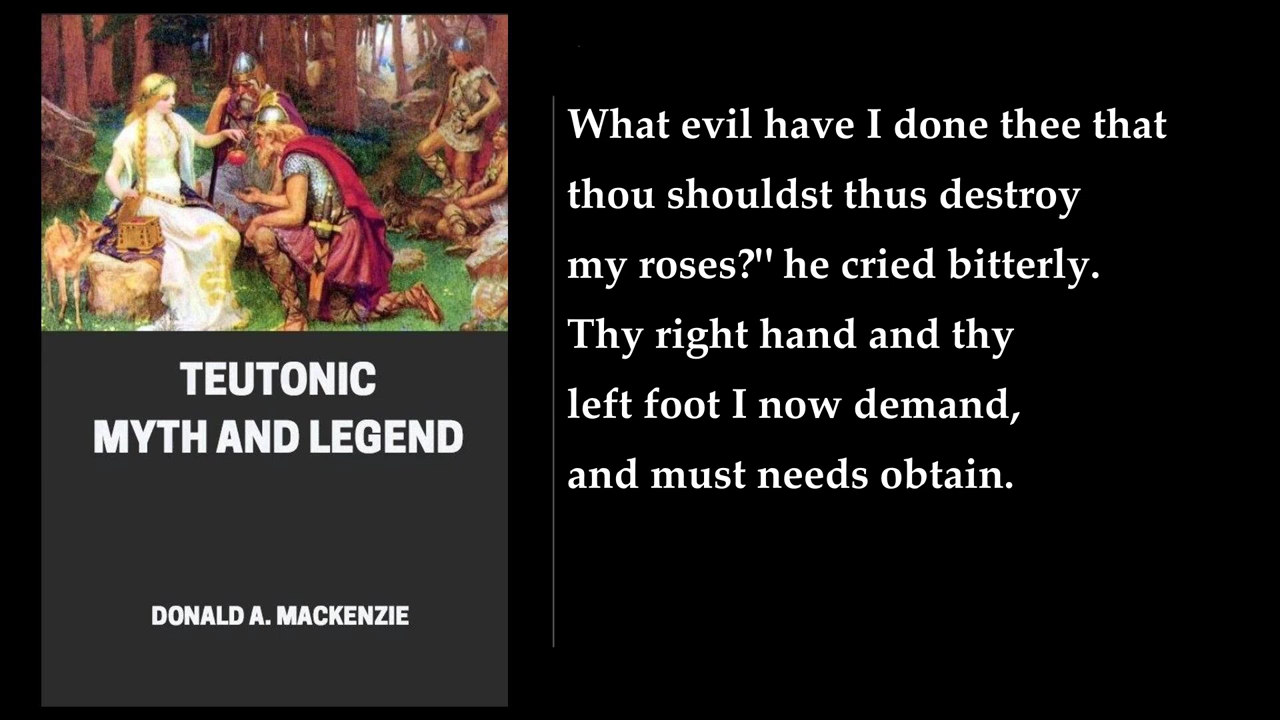 TEUTONIC
MYTH AND LEGEND
DONALD A. MACKENZIE
What evil have I done thee that
thou shouldst thus destroy
my roses?" he cried bitterly.
Thy right hand and thy
left foot I now demand,
and must needs obtain.